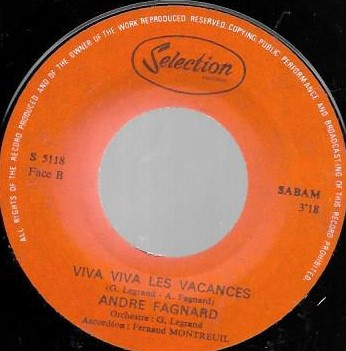 ALL RIGHTS OF THE RECORD PRODUCED AND OF THE OWNER OF THE WORK REPRODUCED RESERVED. COPYING, PUBLIC PERFORMANCE AND BROADCASTING OF THIS RECORD PROHIBITED.
Selection
S 5118
Face B
SABAM
3'18
VIVA VIVA LES VACANCES
(G. Legrand - A. Fagnard)
ANDRE FAGNARD
Orchestre : G. Legrand
Accordéon : Fernand MONTREUIL